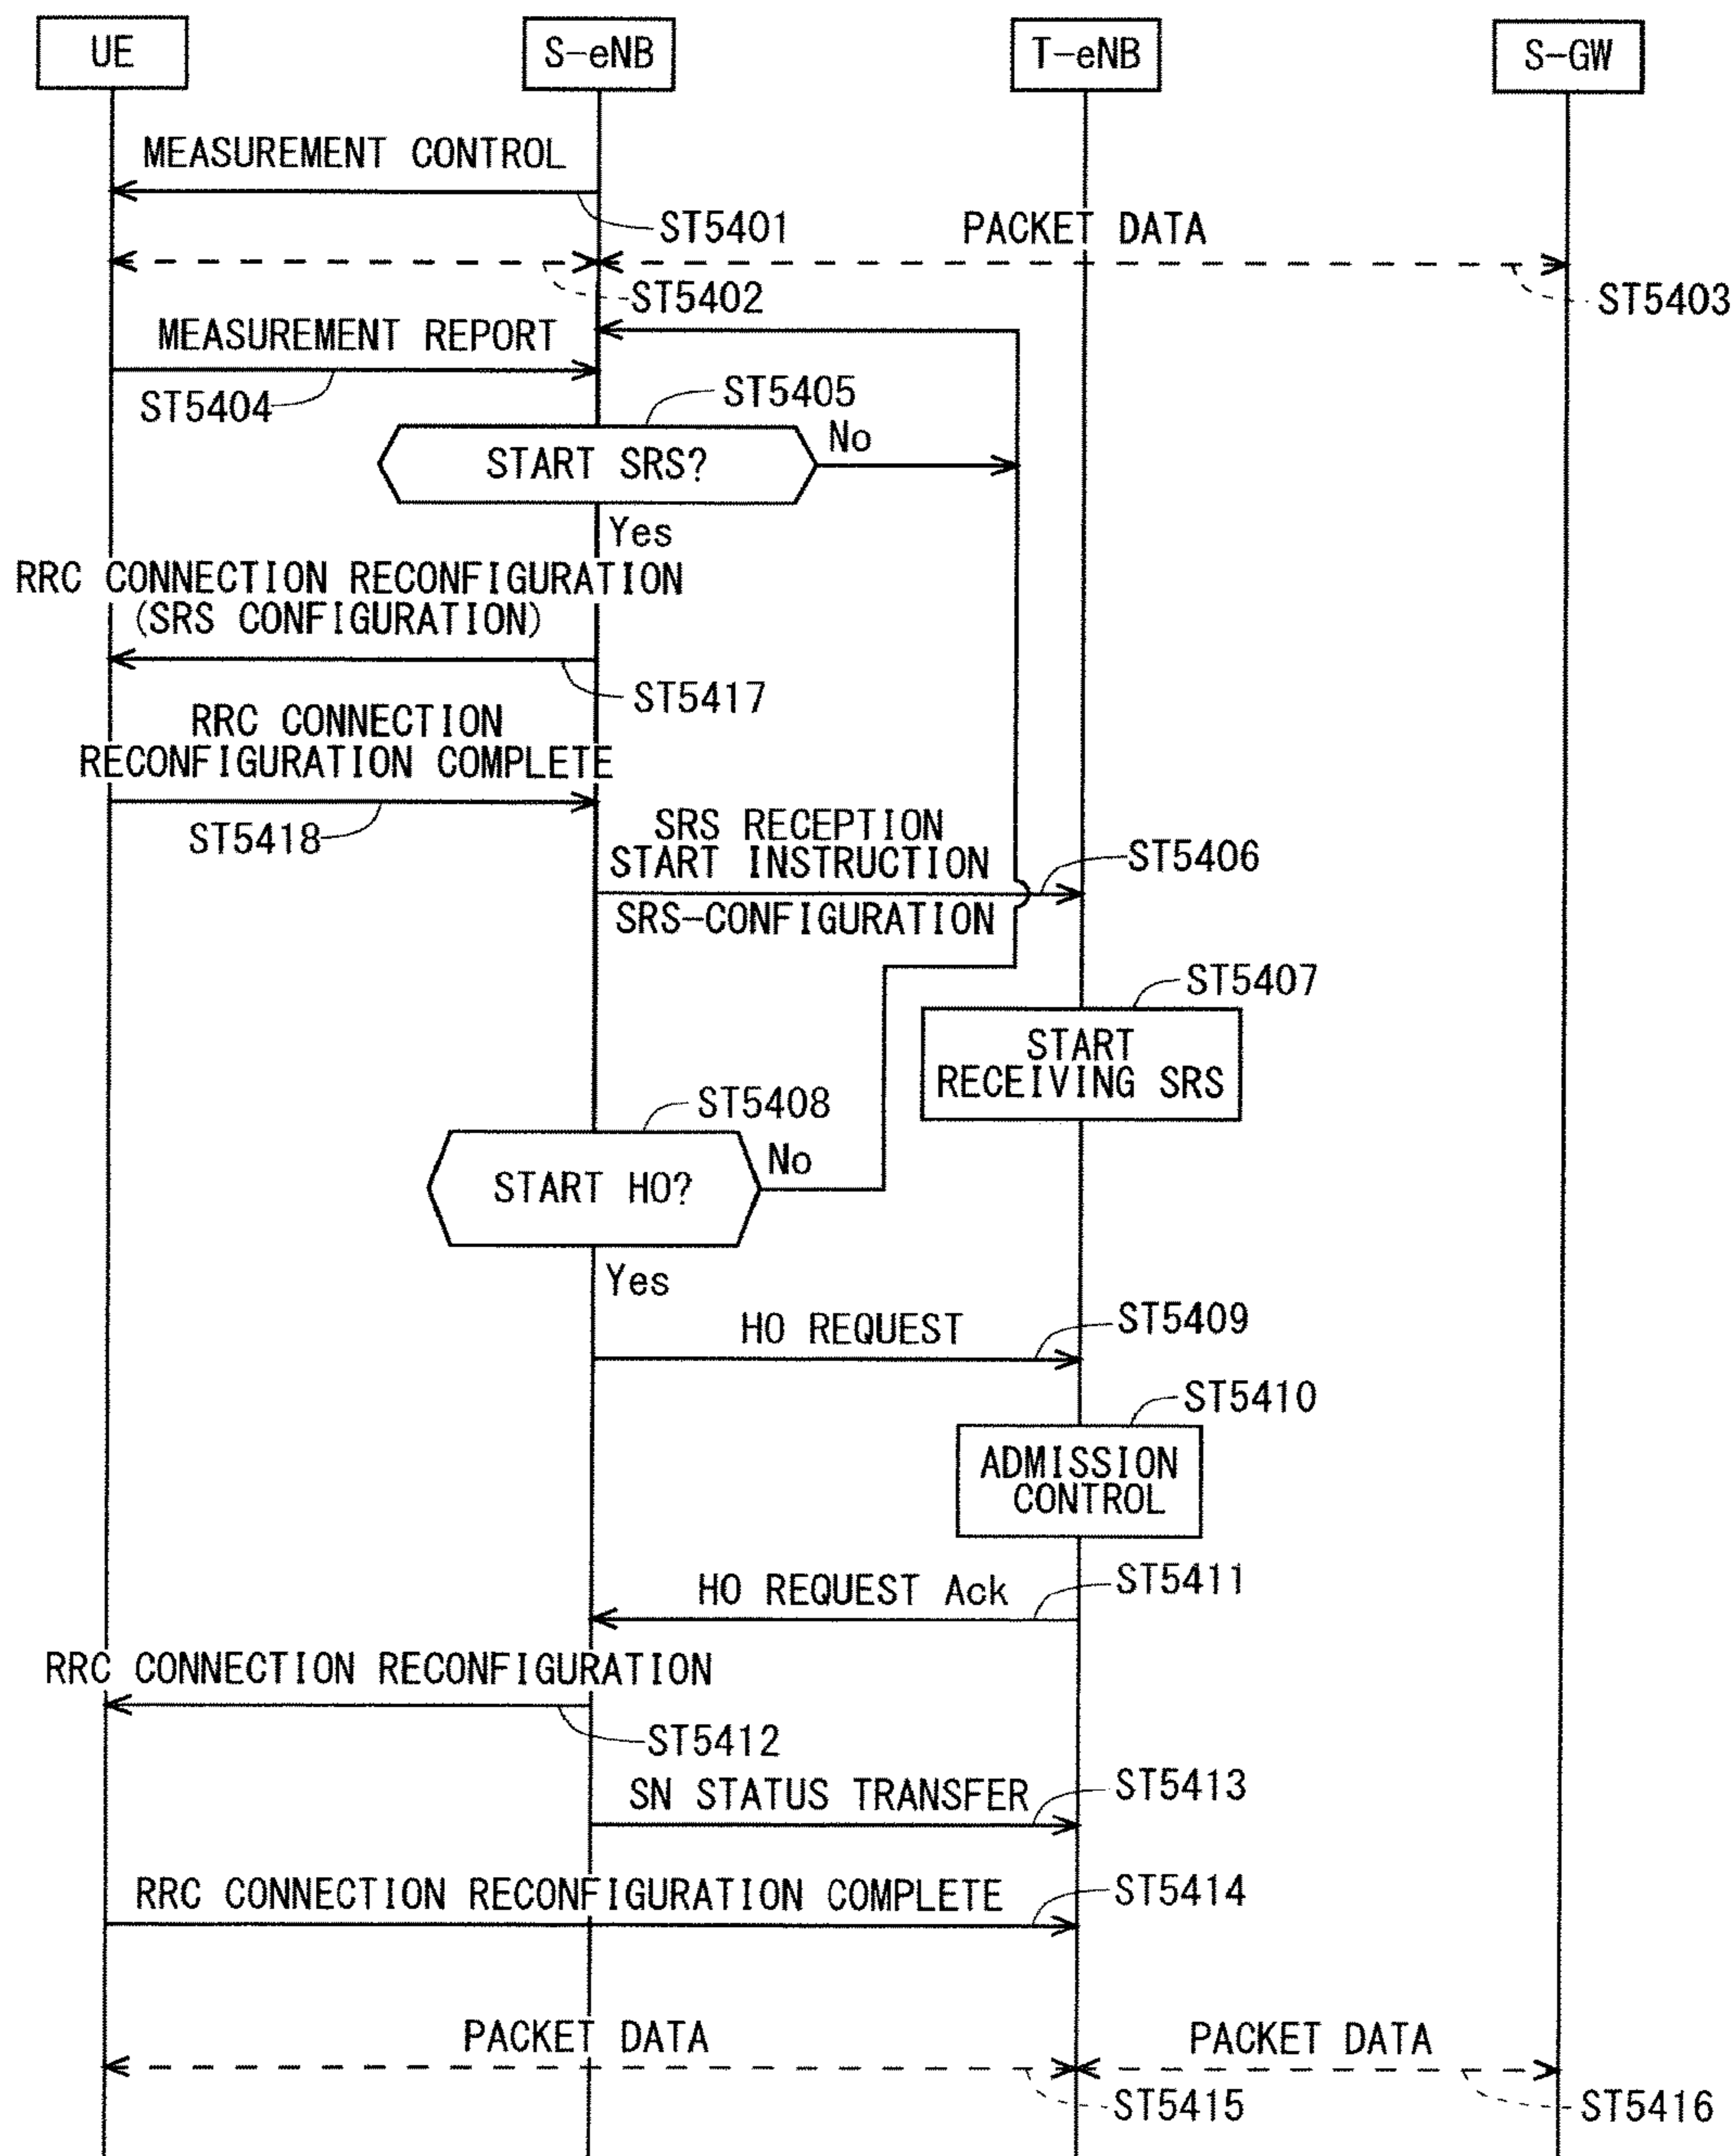 UE
S-eNB
T-eNB
S-GW
MEASUREMENT CONTROL
ST5401
PACKET DATA
ST5402
ST5403
MEASUREMENT REPORT
ST5404
ST5405
START SRS?
No
Yes
RRC CONNECTION RECONFIGURATION
(SRS CONFIGURATION)
ST5417
RRC CONNECTION
RECONFIGURATION COMPLETE
ST5418
SRS RECEPTION
START INSTRUCTION
ST5406
SRS-CONFIGURATION
ST5407
START
RECEIVING SRS
ST5408
START HO?
No
Yes
HO REQUEST
ST5409
ST5410
ADMISSION
CONTROL
HO REQUEST Ack
ST5411
RRC CONNECTION RECONFIGURATION
ST5412
SN STATUS TRANSFER
ST5413
RRC CONNECTION RECONFIGURATION COMPLETE
ST5414
PACKET DATA
PACKET DATA
ST5415
ST5416